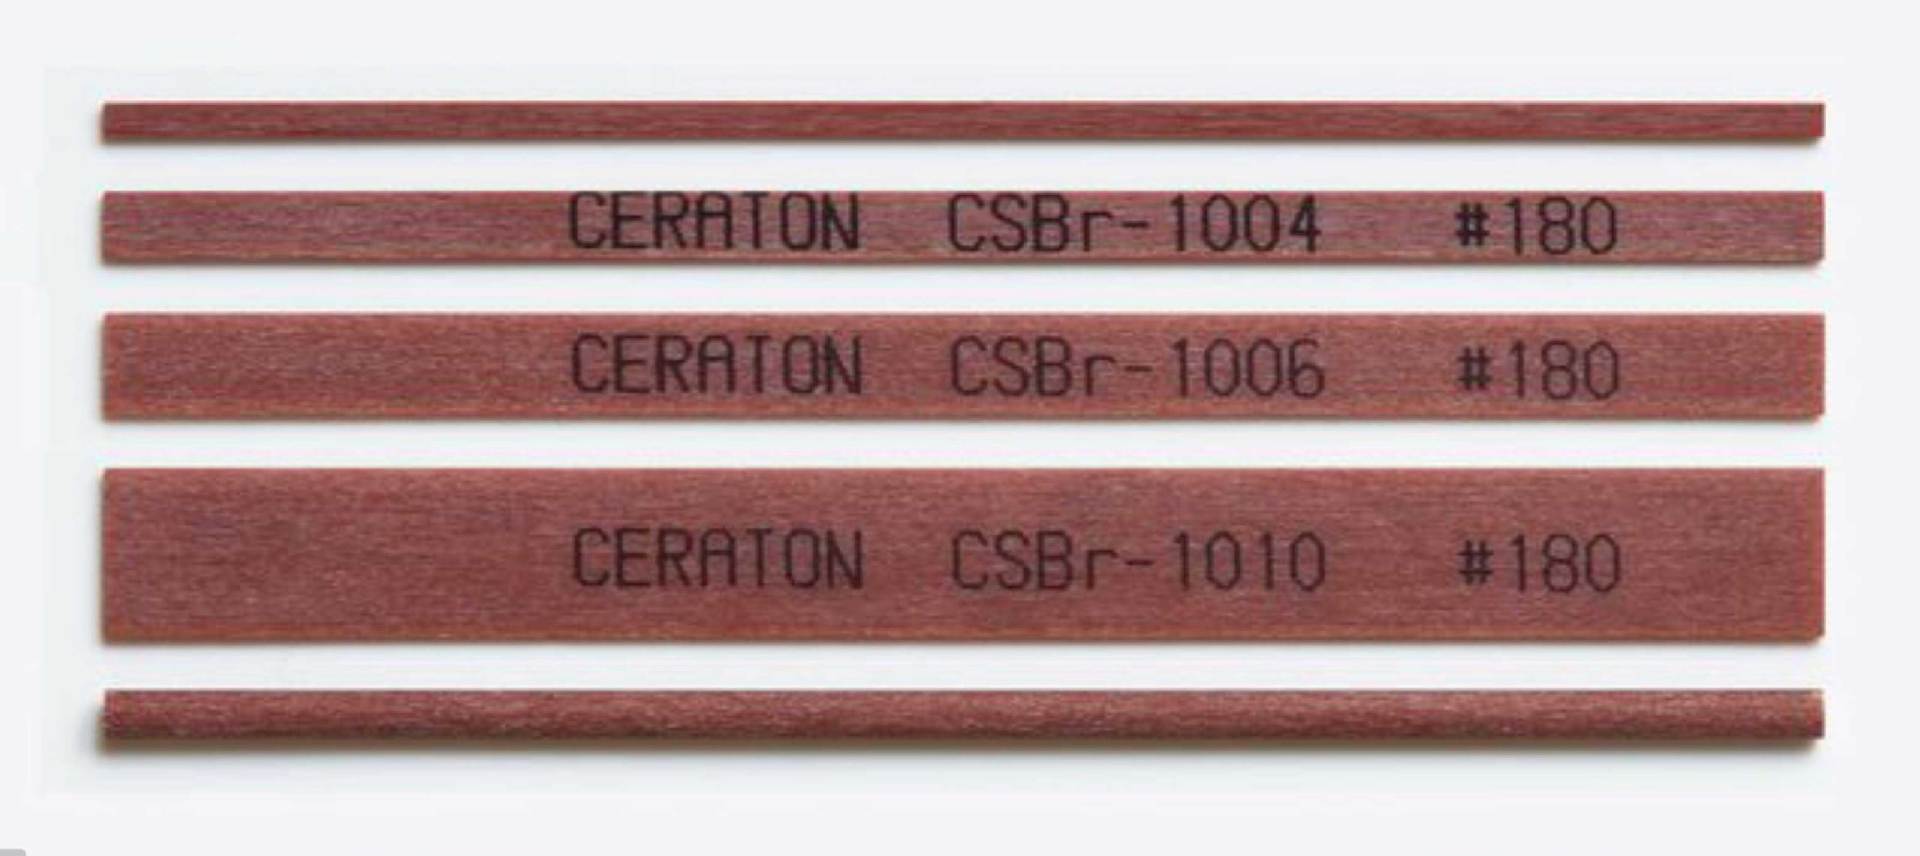 CERATON CSBr-1004 #180
CERATON CSBr-1006 #180
CERATON CSBr-1010 #180